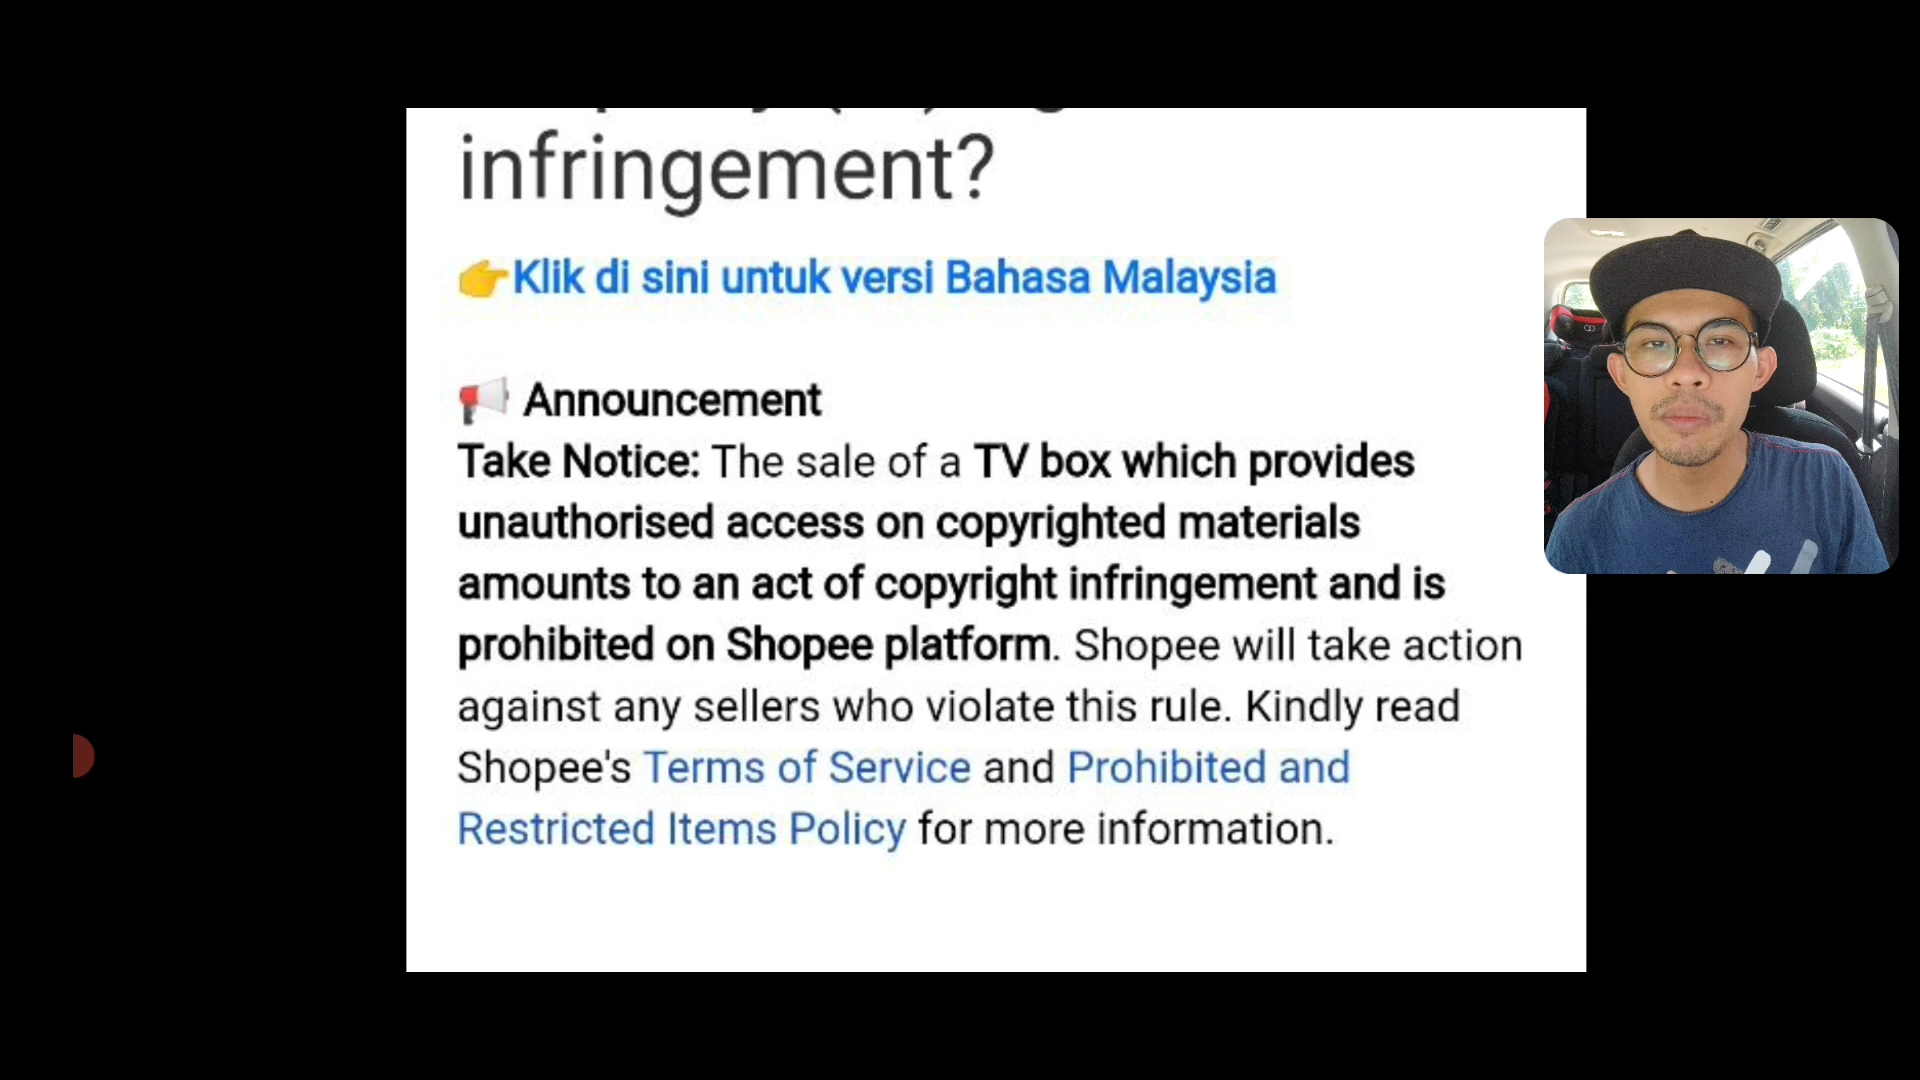 infringement?
👉Klik di sini untuk versi Bahasa Malaysia
📢 Announcement
Take Notice: The sale of a TV box which provides
unauthorised access on copyrighted materials
amounts to an act of copyright infringement and is
prohibited on Shopee platform. Shopee will take action
against any sellers who violate this rule. Kindly read
Shopee's Terms of Service and Prohibited and
Restricted Items Policy for more information.